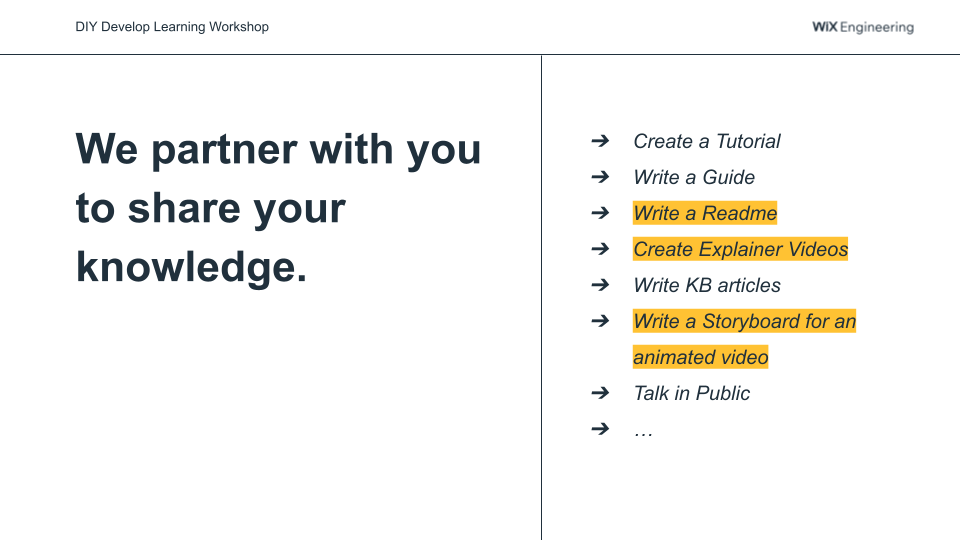 DIY Develop Learning Workshop
WiX Engineering
We partner with you
to share your
knowledge.
➔ Create a Tutorial
➔ Write a Guide
➔ Write a Readme
➔ Create Explainer Videos
➔ Write KB articles
➔ Write a Storyboard for an
animated video
➔ Talk in Public
➔ …